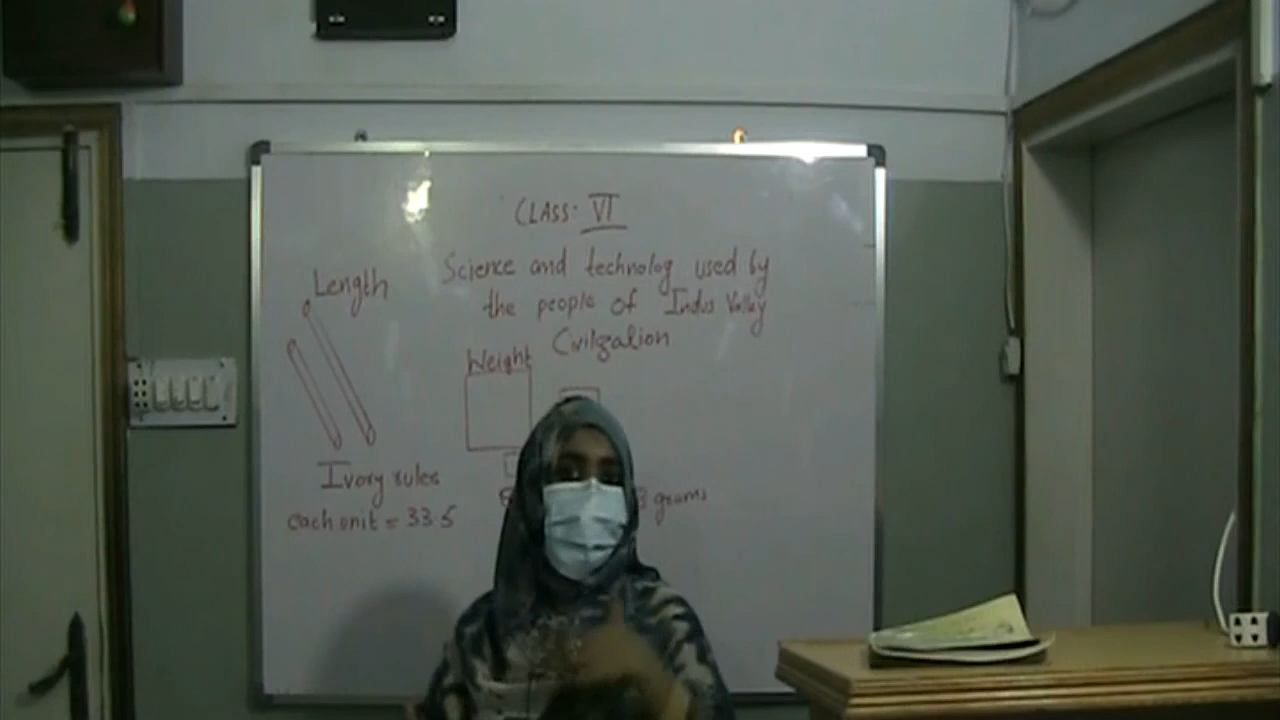 CLASS: VI
Science and technolog used by
the people of Indus Valley
Civilzation
Length
Weight
Ivory rules
each unit = 33.5
grams